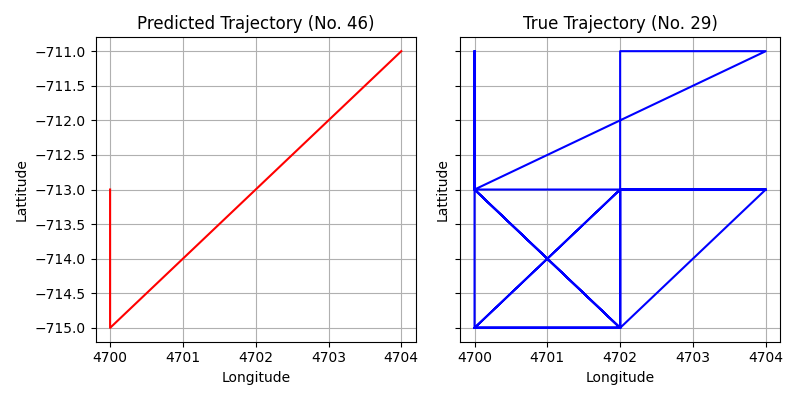 Predicted Trajectory (No. 46)
True Trajectory (No. 29)
Lattitude
−711.0
−711.5
−712.0
−712.5
−713.0
−713.5
−714.0
−714.5
−715.0
4700 4701 4702 4703 4704
Longitude
Lattitude
4700 4701 4702 4703 4704
Longitude